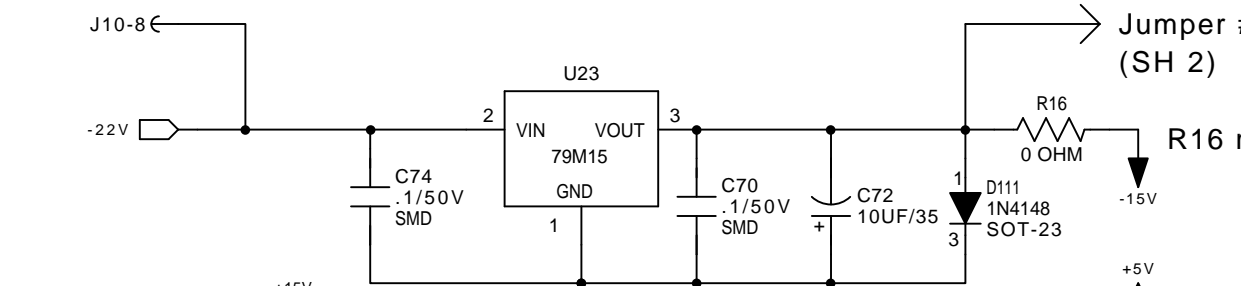 J10-8
Jumper
(SH 2)
U23
R16
-22V
2
VIN
VOUT
3
79M15
0 OHM
R16
C74
.1/50V
SMD
GND
1
C70
.1/50V
SMD
C72
10UF/35
+
1
D111
1N4148
SOT-23
3
-15V
+5V
+15V